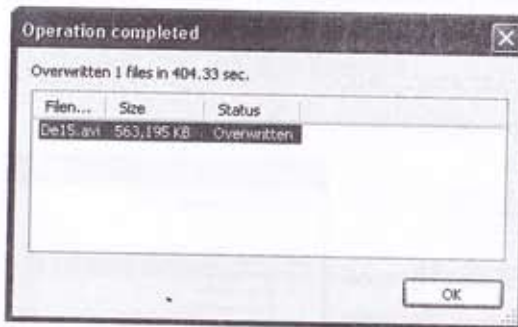 Operation completed
Overwritten 1 files in 404.33 sec.
Filen... Size Status
De15.avi 563,195 KB Overwritten
OK